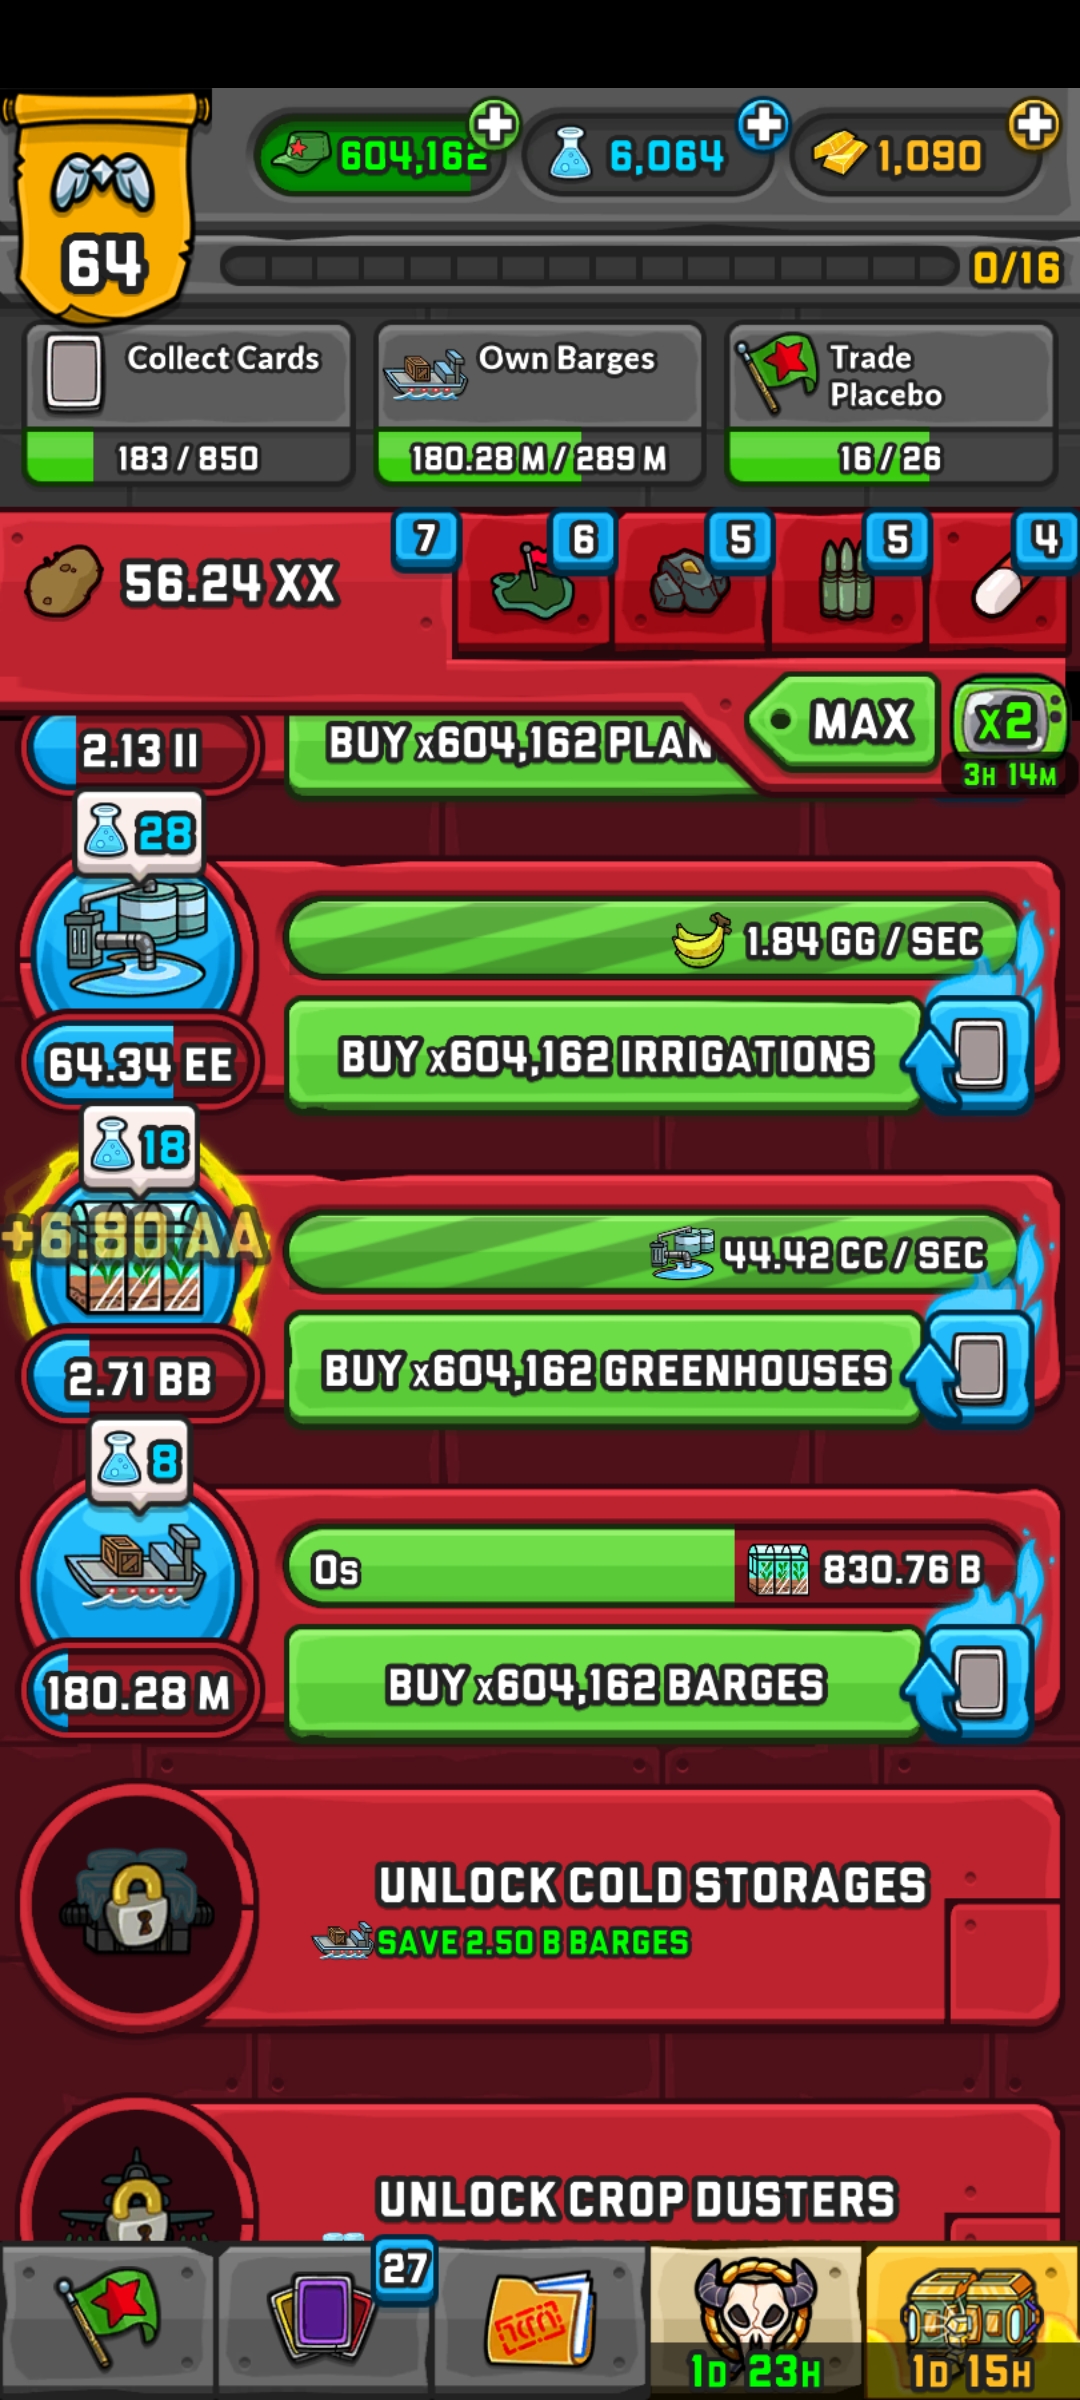 64
604,162
6,064
1,090
0/16
Collect Cards
183 / 850
Own Barges
180.28 M / 289 M
Trade
Placebo
16 / 26
56.24 XX
7
6
5
5
4
MAX
x2
3H 14M
2.13 II
BUY x604,162 PLAN
28
1.84 GG / SEC
64.34 EE
BUY x604,162 IRRIGATIONS
18
+6.80 AA
44.42 CC / SEC
2.71 BB
BUY x604,162 GREENHOUSES
8
0s
830.76 B
180.28 M
BUY x604,162 BARGES
UNLOCK COLD STORAGES
SAVE 2.50 B BARGES
UNLOCK CROP DUSTERS
27
1D 23H
1D 15H